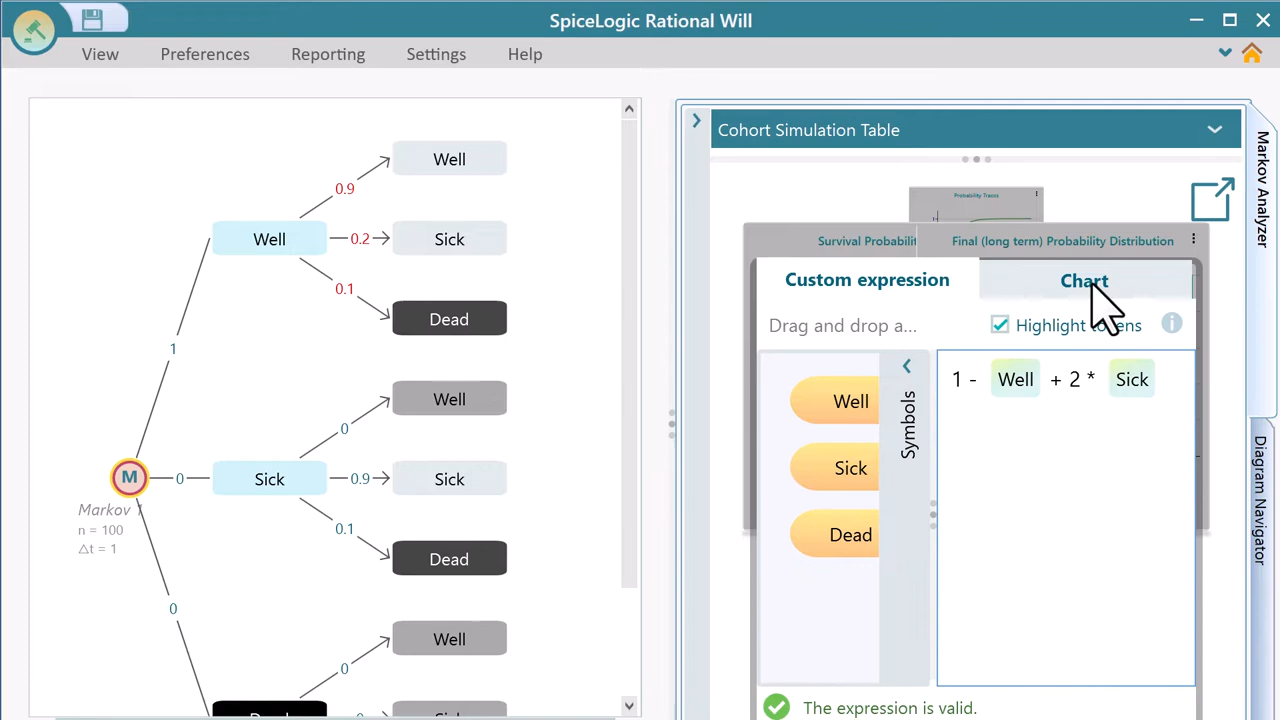 SpiceLogic Rational Will
View Preferences Reporting Settings Help
Well
0.9
Well
0.2
Sick
0.1
Dead
1
Well
0
0
Sick
0.9
Sick
0.1
Dead
M
Markov
n = 100
Δt = 1
0
Well
0
Cohort Simulation Table
Probability Traces
Final (long term) Probability Distribution
Custom expression
Chart
Drag and drop a...
Highlight
Well
Sick
Dead
Symbols
1 - Well + 2 * Sick
The expression is valid.
Markov Analyzer
Diagram Navigator